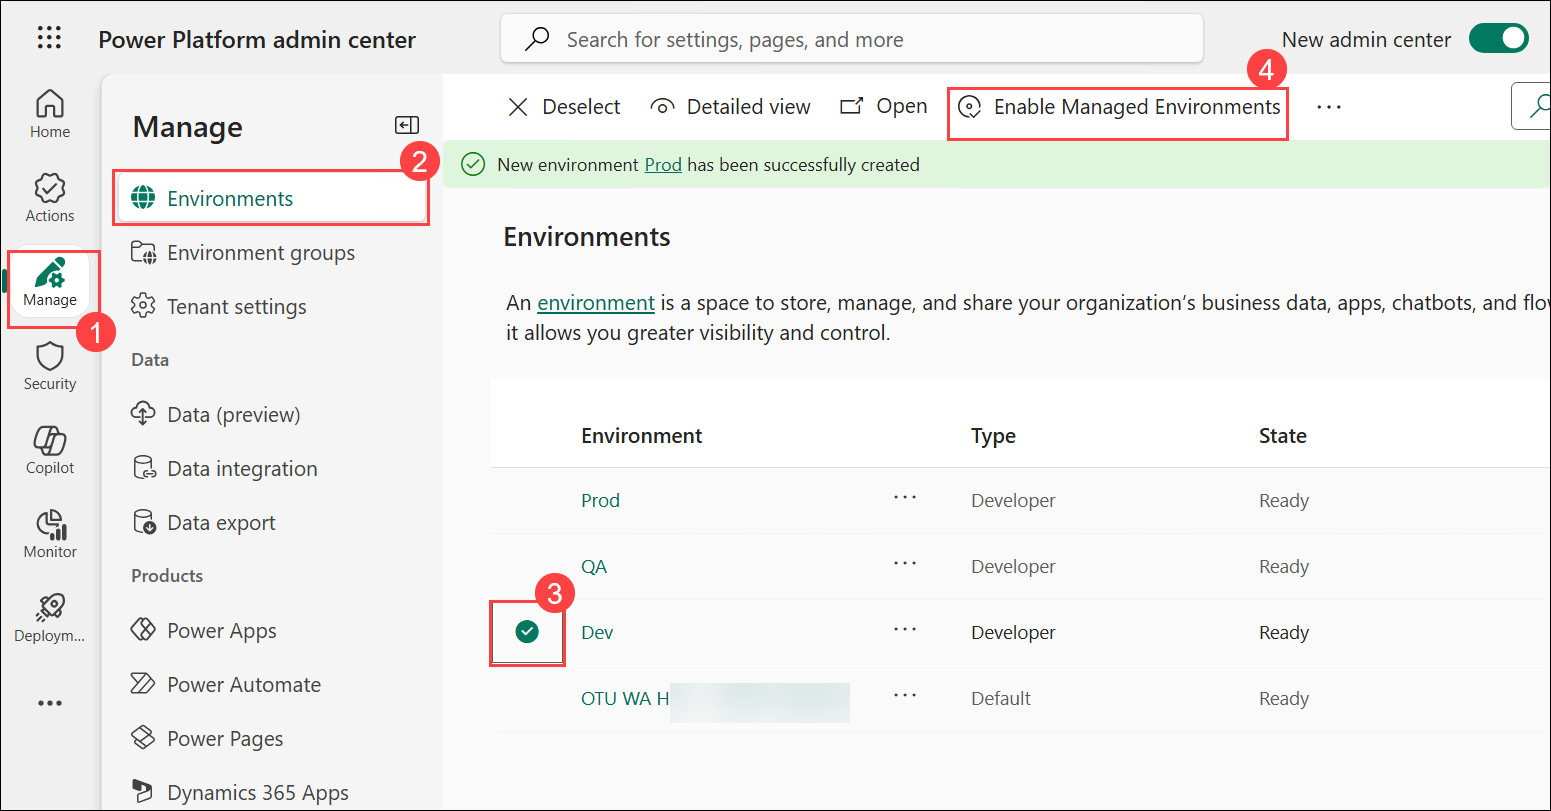 Power Platform admin center
Search for settings, pages, and more
New admin center
Home
Actions
Manage
1
Security
Copilot
Monitor
Deploym...
Manage
2
Environments
Environment groups
Tenant settings
Data
Data (preview)
Data integration
Data export
Products
Power Apps
Power Automate
Power Pages
Dynamics 365 Apps
Deselect
Detailed view
Open
Enable Managed Environments
4
New environment Prod has been successfully created
Environments
An environment is a space to store, manage, and share your organization's business data, apps, chatbots, and
it allows you greater visibility and control.
Environment Type State
Prod ... Developer Ready
QA ... Developer Ready
3
Dev ... Developer Ready
OTU WA H ... Default Ready